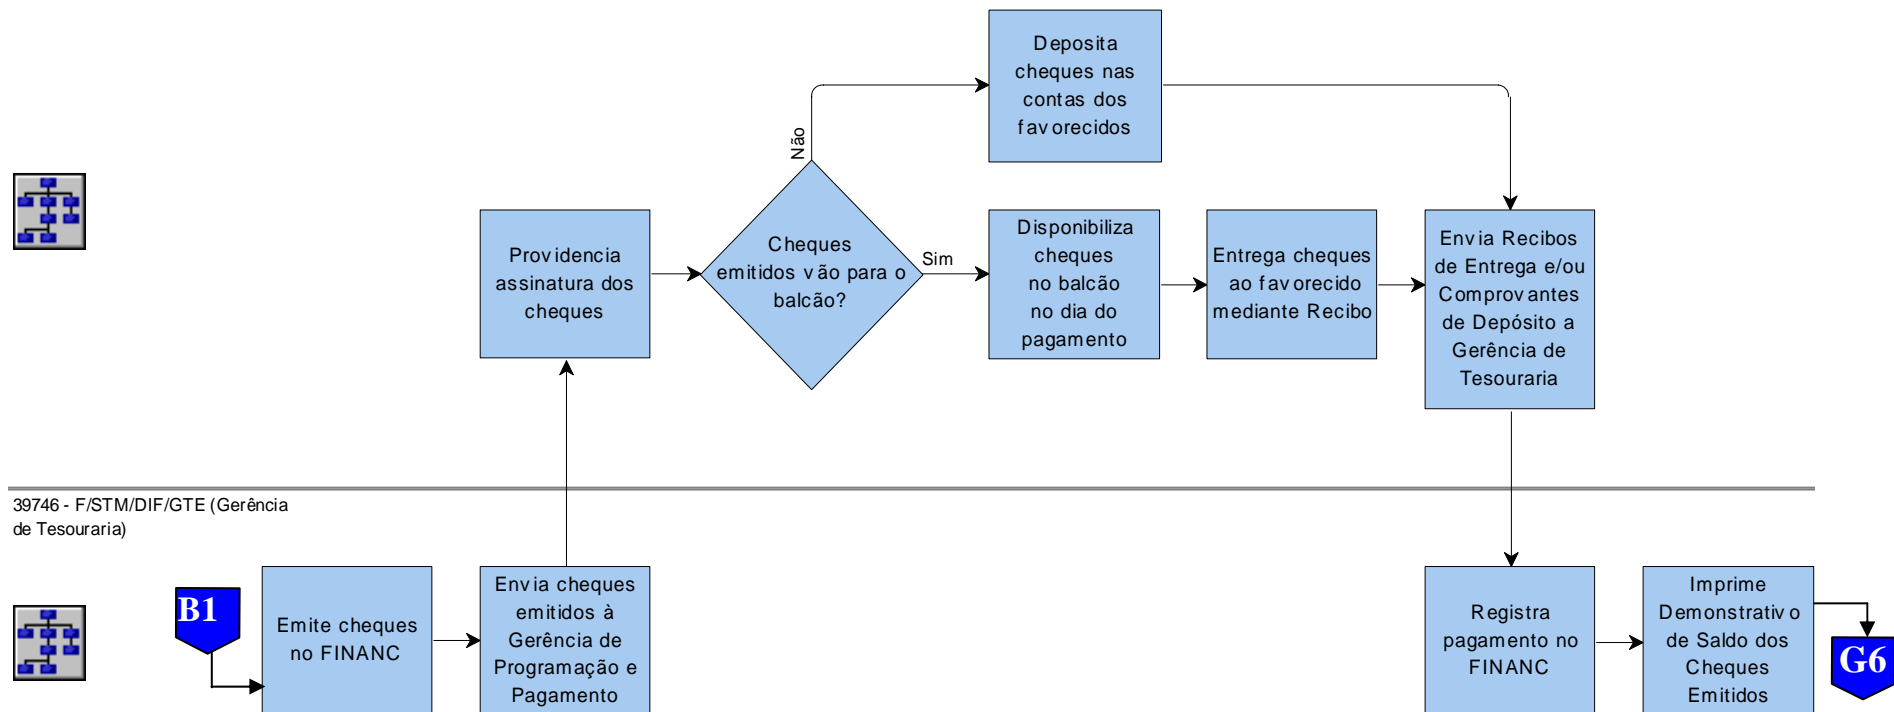 Deposita
cheques nas
contas dos
favorecidos
Não
Providencia
assinatura dos
cheques
Cheques
emitidos vão para o
balcão?
Sim
Disponibiliza
cheques
no balcão
no dia do
pagamento
Entrega cheques
ao favorecido
mediante Recibo
Envia Recibos
de Entrega e/ou
Comprovantes
de Depósito a
Gerência de
Tesouraria
39746 - F/STM/DIF/GTE (Gerência
de Tesouraria)
B1
Emite cheques
no FINANC
Envia cheques
emitidos à
Gerência de
Programação e
Pagamento
Registra
pagamento no
FINANC
Imprime
Demonstrativo
de Saldo dos
Cheques
Emitidos
G6